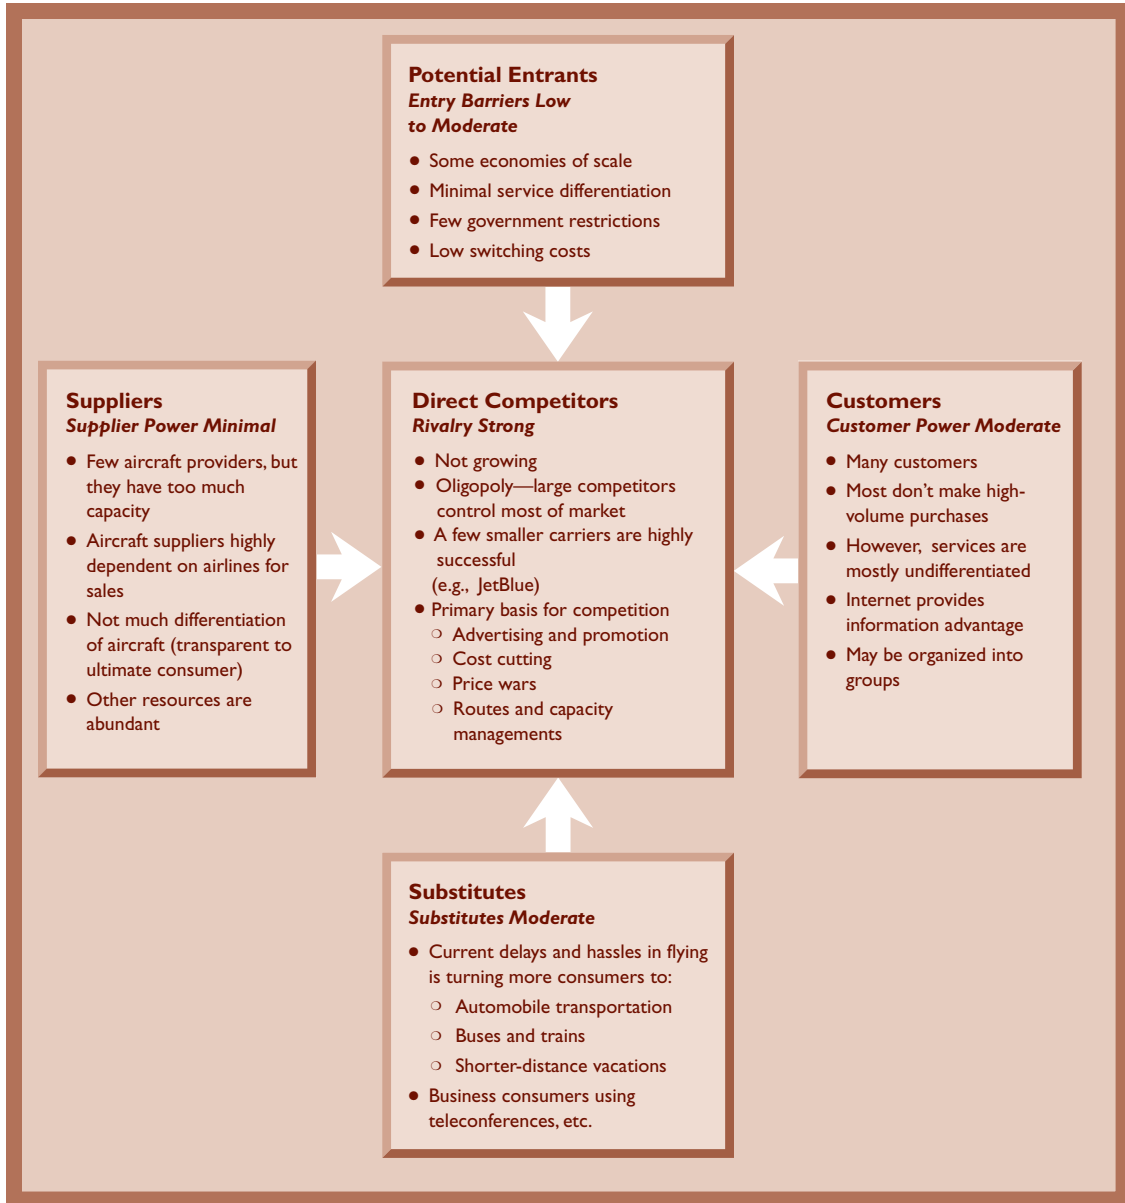 Potential Entrants
Entry Barriers Low
to Moderate
• Some economies of scale
• Minimal service differentiation
• Few government restrictions
• Low switching costs
Suppliers
Supplier Power Minimal
• Few aircraft providers, but
they have too much
capacity
• Aircraft suppliers highly
dependent on airlines for
sales
• Not much differentiation
of aircraft (transparent to
ultimate consumer)
• Other resources are
abundant
Direct Competitors
Rivalry Strong
• Not growing
• Oligopoly—large competitors
control most of market
• A few smaller carriers are highly
successful
(e.g., JetBlue)
• Primary basis for competition
❍ Advertising and promotion
❍ Cost cutting
❍ Price wars
❍ Routes and capacity
managements
Customers
Customer Power Moderate
• Many customers
• Most don't make high-
volume purchases
• However, services are
mostly undifferentiated
• Internet provides
information advantage
• May be organized into
groups
Substitutes
Substitutes Moderate
• Current delays and hassles in flying
is turning more consumers to:
❍ Automobile transportation
❍ Buses and trains
❍ Shorter-distance vacations
• Business consumers using
teleconferences, etc.